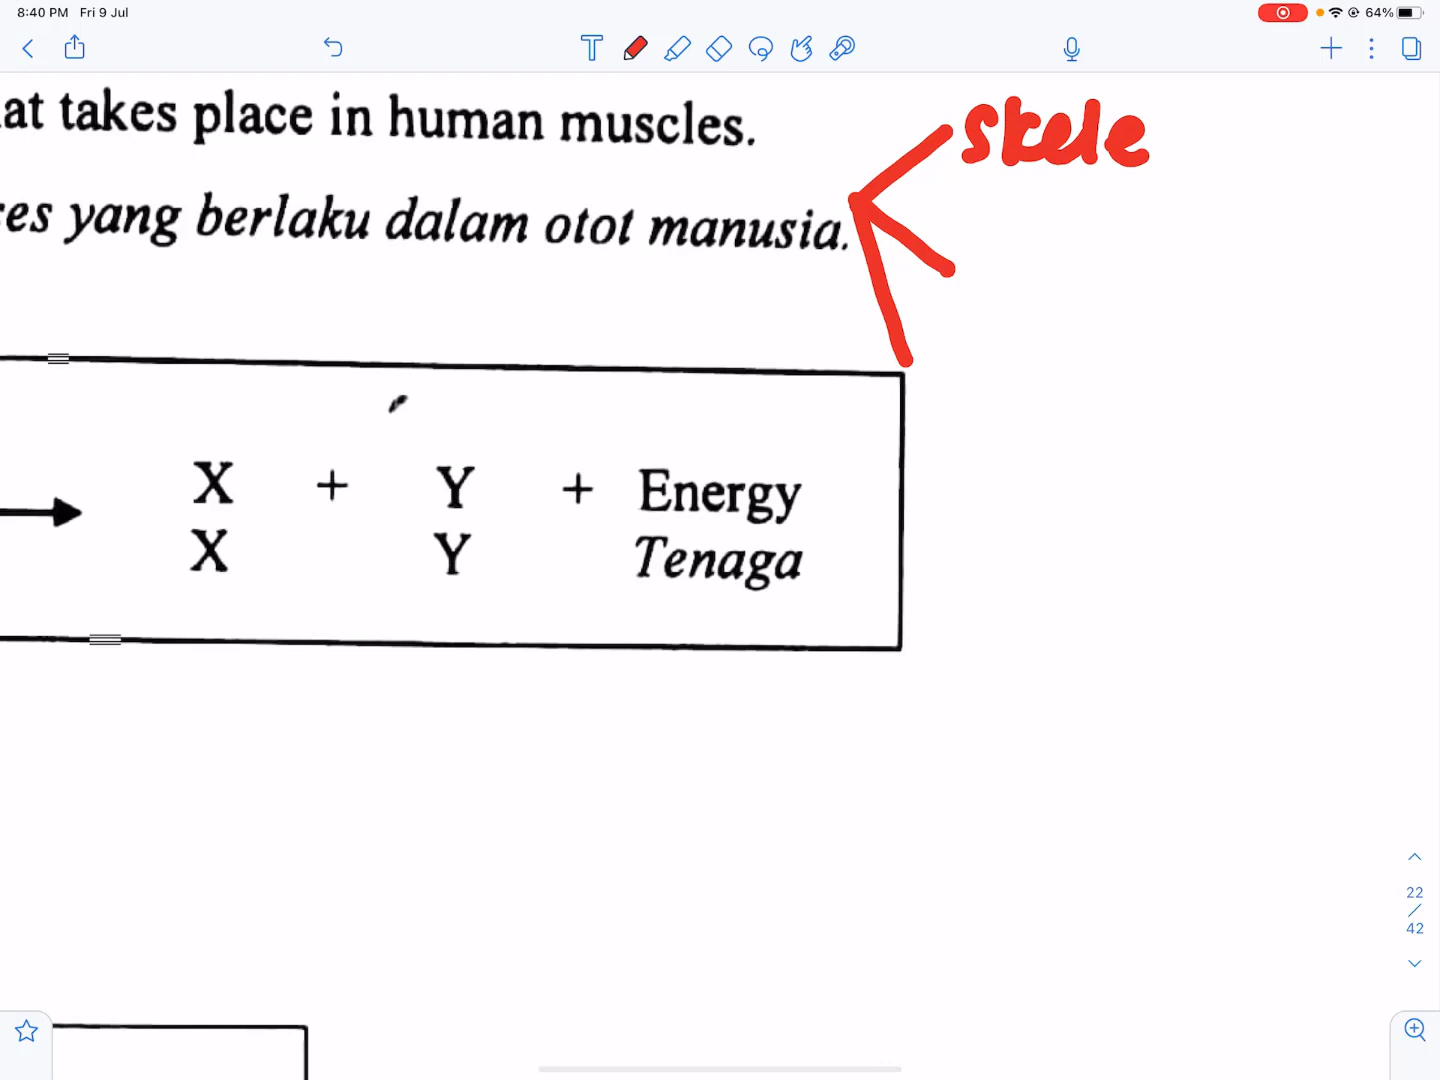 8:40 PM Fri 9 Jul
64%
at takes place in human muscles.
skele
es yang berlaku dalam otot manusia.
X + Y + Energy
X Y Tenaga
22
/
42